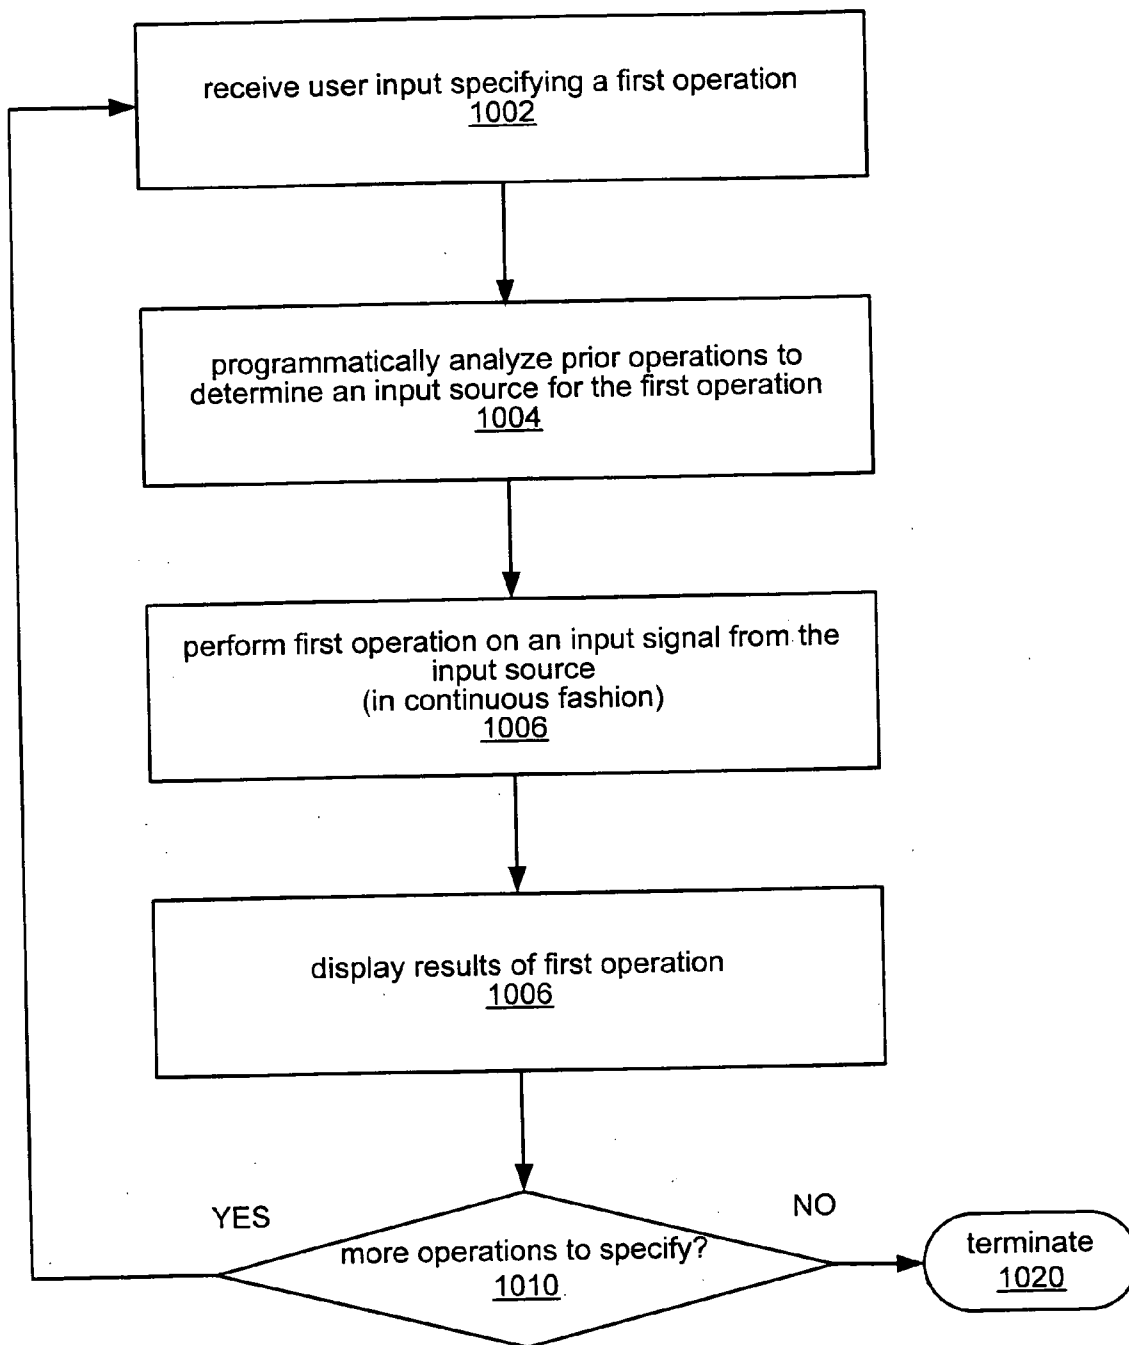 receive user input specifying a first operation
1002
programmatically analyze prior operations to
determine an input source for the first operation
1004
perform first operation on an input signal from the
input source
(in continuous fashion)
1006
display results of first operation
1006
YES
NO
more operations to specify?
1010
terminate
1020